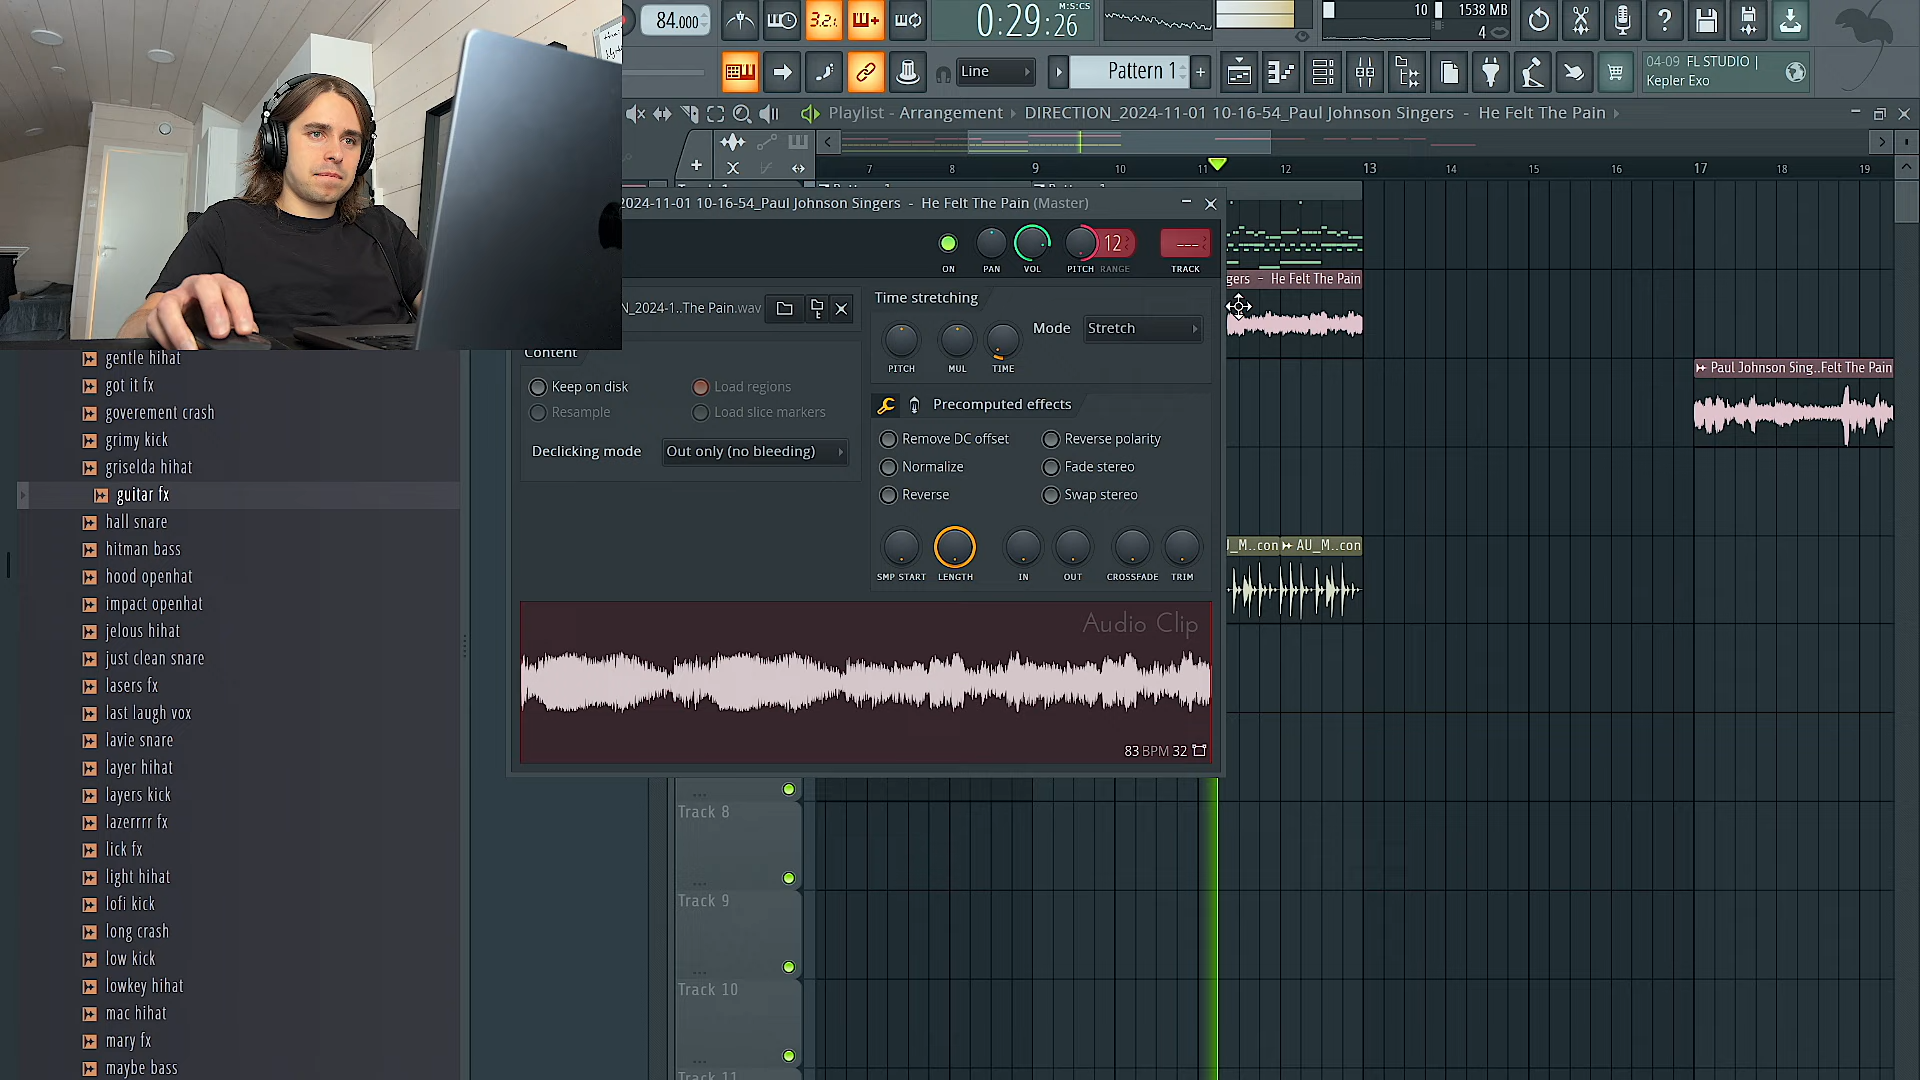 84.000
3.2.
0:29:26
M:S:CS
10
1538 MB
4
Line
Pattern 1
04-09 FL STUDIO |
Kepler Exo
Playlist - Arrangement › DIRECTION_2024-11-01 10-16-54_Paul Johnson Singers - He Felt The Pain ›
7 8 9 10 11 12 13 14 15 16 17 18 19
2024-11-01 10-16-54_Paul Johnson Singers - He Felt The Pain (Master)
12
---
ON PAN VOL PITCH RANGE TRACK
N_2024-1..The Pain.wav
Time stretching
Mode Stretch
PITCH MUL TIME
Content
Keep on disk
Load regions
Resample
Load slice markers
Declicking mode Out only (no bleeding)
Precomputed effects
Remove DC offset
Reverse polarity
Normalize
Fade stereo
Reverse
Swap stereo
SMP START LENGTH IN OUT CROSSFADE TRIM
Audio Clip
83 BPM 32
gers - He Felt The Pain
Paul Johnson Sing..Felt The Pain
_M..con
AU_M..con
Track 8
Track 9
Track 10
Track 11
gentle hihat
got it fx
goverement crash
grimy kick
griselda hihat
guitar fx
hall snare
hitman bass
hood openhat
impact openhat
jelous hihat
just clean snare
lasers fx
last laugh vox
lavie snare
layer hihat
layers kick
lazerrrr fx
lick fx
light hihat
lofi kick
long crash
low kick
lowkey hihat
mac hihat
mary fx
maybe bass